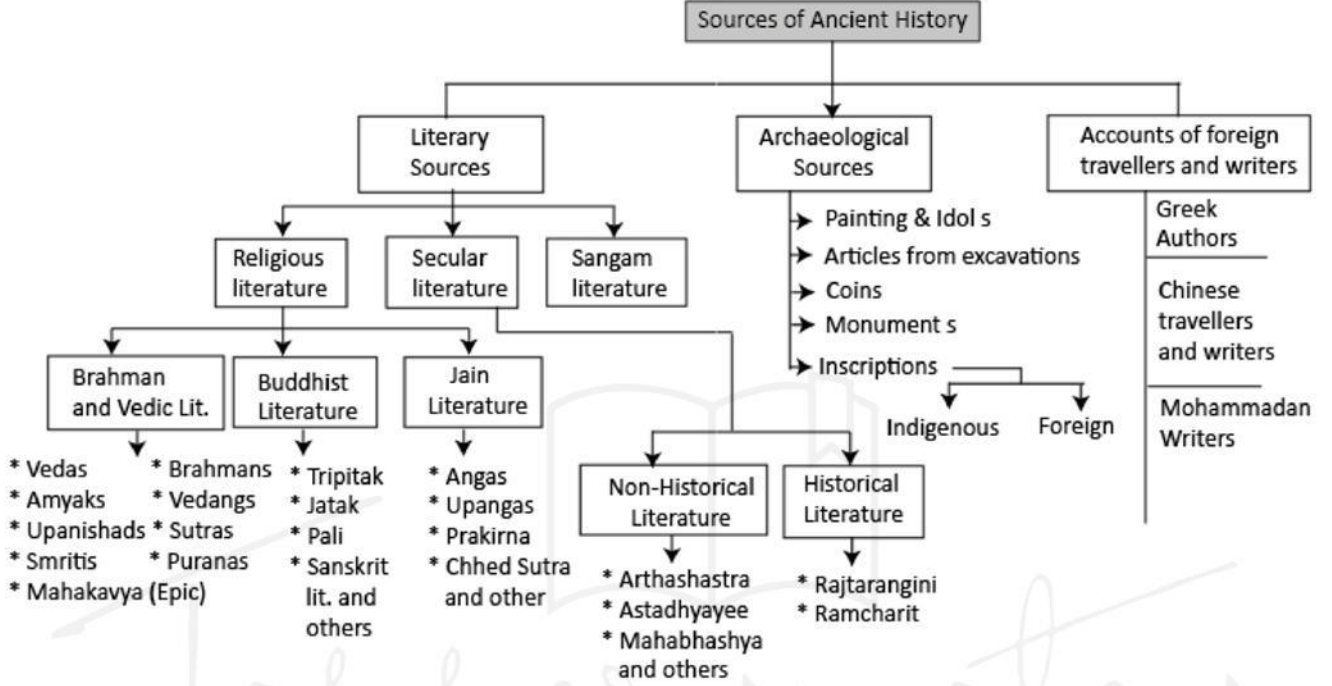 Sources of Ancient History
Literary
Sources
Archaeological
Sources
Accounts of foreign
travellers and writers
Religious
literature
Secular
literature
Sangam
literature
Painting & Idol s
Articles from excavations
Coins
Monument s
Inscriptions
Indigenous
Foreign
Greek
Authors
Chinese
travellers
and writers
Mohammadan
Writers
Brahman
and Vedic Lit.
Buddhist
Literature
Jain
Literature
* Vedas
* Amyaks
* Upanishads
* Smritis
* Mahakavya (Epic)
* Brahmans
* Vedangs
* Sutras
* Puranas
* Tripitak
* Jatak
* Pali
* Sanskrit
lit. and
others
* Angas
* Upangas
* Prakirna
* Chhed Sutra
and other
Non-Historical
Literature
Historical
Literature
* Arthashastra
* Astadhyayee
* Mahabhashya
and others
* Rajtarangini
* Ramcharit